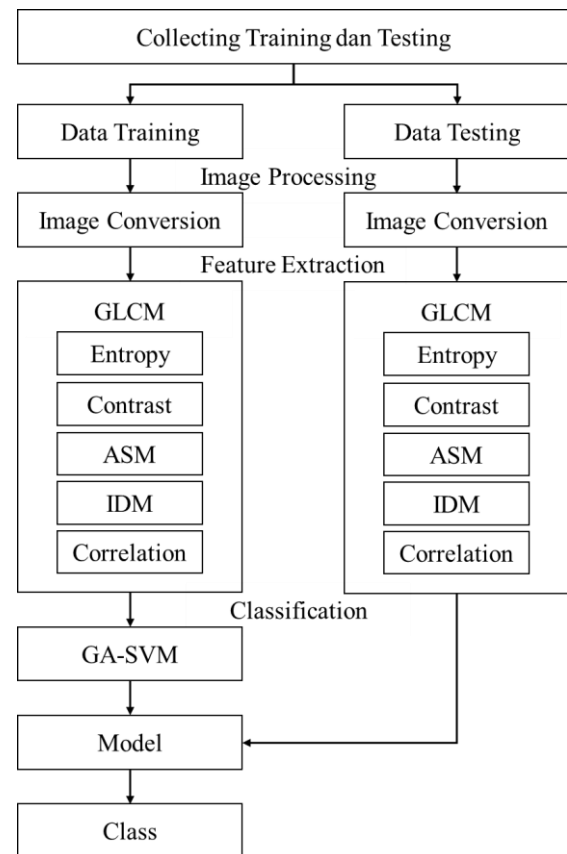 Collecting Training dan Testing
Data Training
Data Testing
Image Processing
Image Conversion
Image Conversion
Feature Extraction
GLCM
Entropy
Contrast
ASM
IDM
Correlation
GLCM
Entropy
Contrast
ASM
IDM
Correlation
Classification
GA-SVM
Model
Class